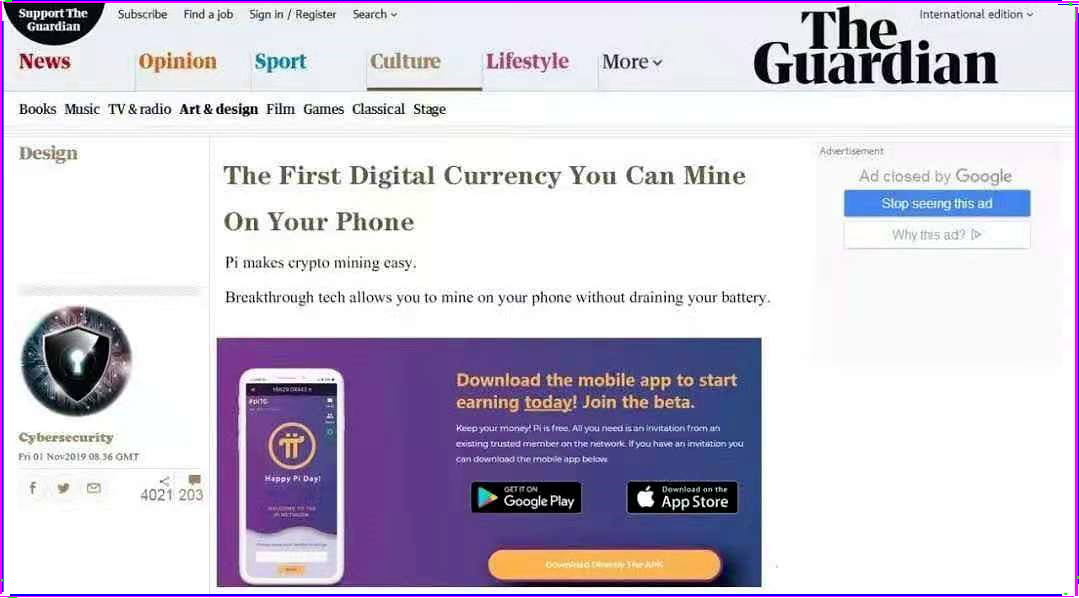 Support The
Guardian
Subscribe Find a job Sign in / Register Search
International edition
The
Guardian
News Opinion Sport Culture Lifestyle More
Books Music TV & radio Art & design Film Games Classical Stage
Design
The First Digital Currency You Can Mine
On Your Phone
Pi makes crypto mining easy.
Breakthrough tech allows you to mine on your phone without draining your battery.
Advertisement
Ad closed by Google
Stop seeing this ad
Why this ad?
Cybersecurity
Fri 01 Nov2019 08.36 GMT
4021 203
Happy Pi Day!
WELCOME TO THE
PI NETWORK
Download the mobile app to start
earning today! Join the beta.
Keep your money! Pi is free. All you need is an invitation from an
existing trusted member on the network. If you have an invitation you
can download the mobile app below.
GET IT ON
Google Play
Download on the
App Store
Download Directly The APK